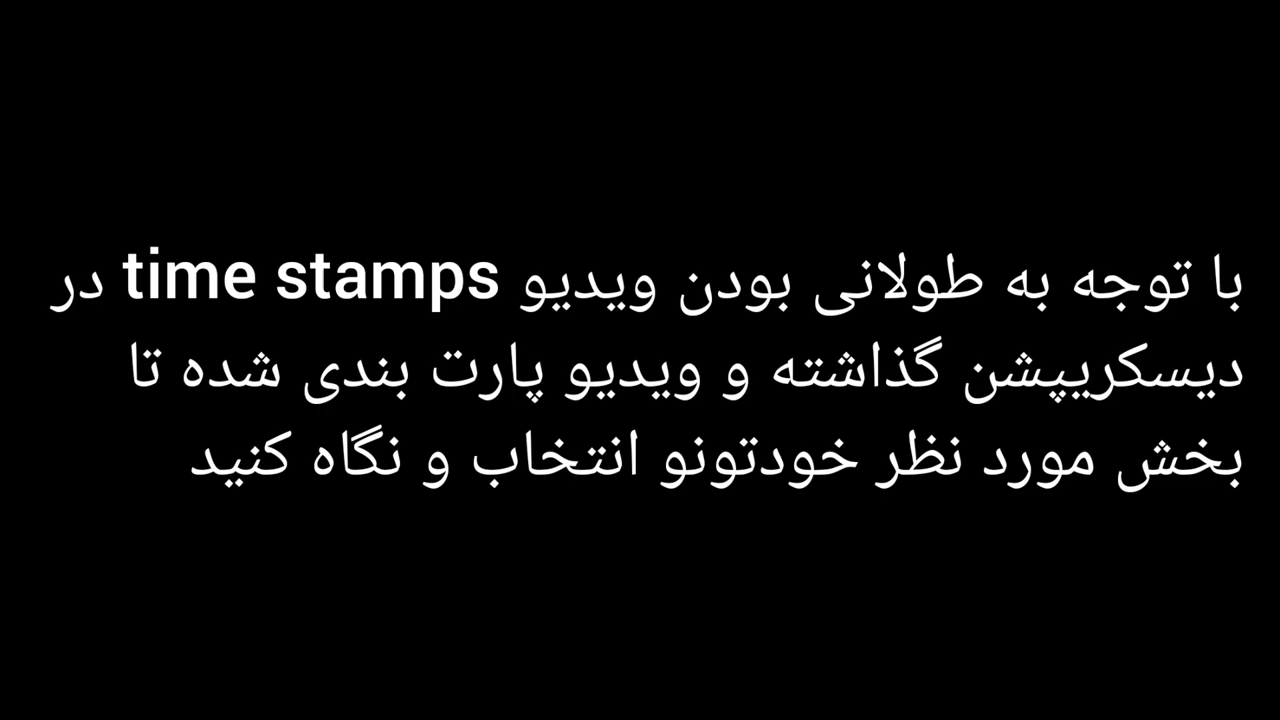 با توجه به طولانی بودن ویدیو time stamps در
دیسکریپشن گذاشته و ویدیو پارت بندی شده تا
بخش مورد نظر خودتونو انتخاب و نگاه کنید